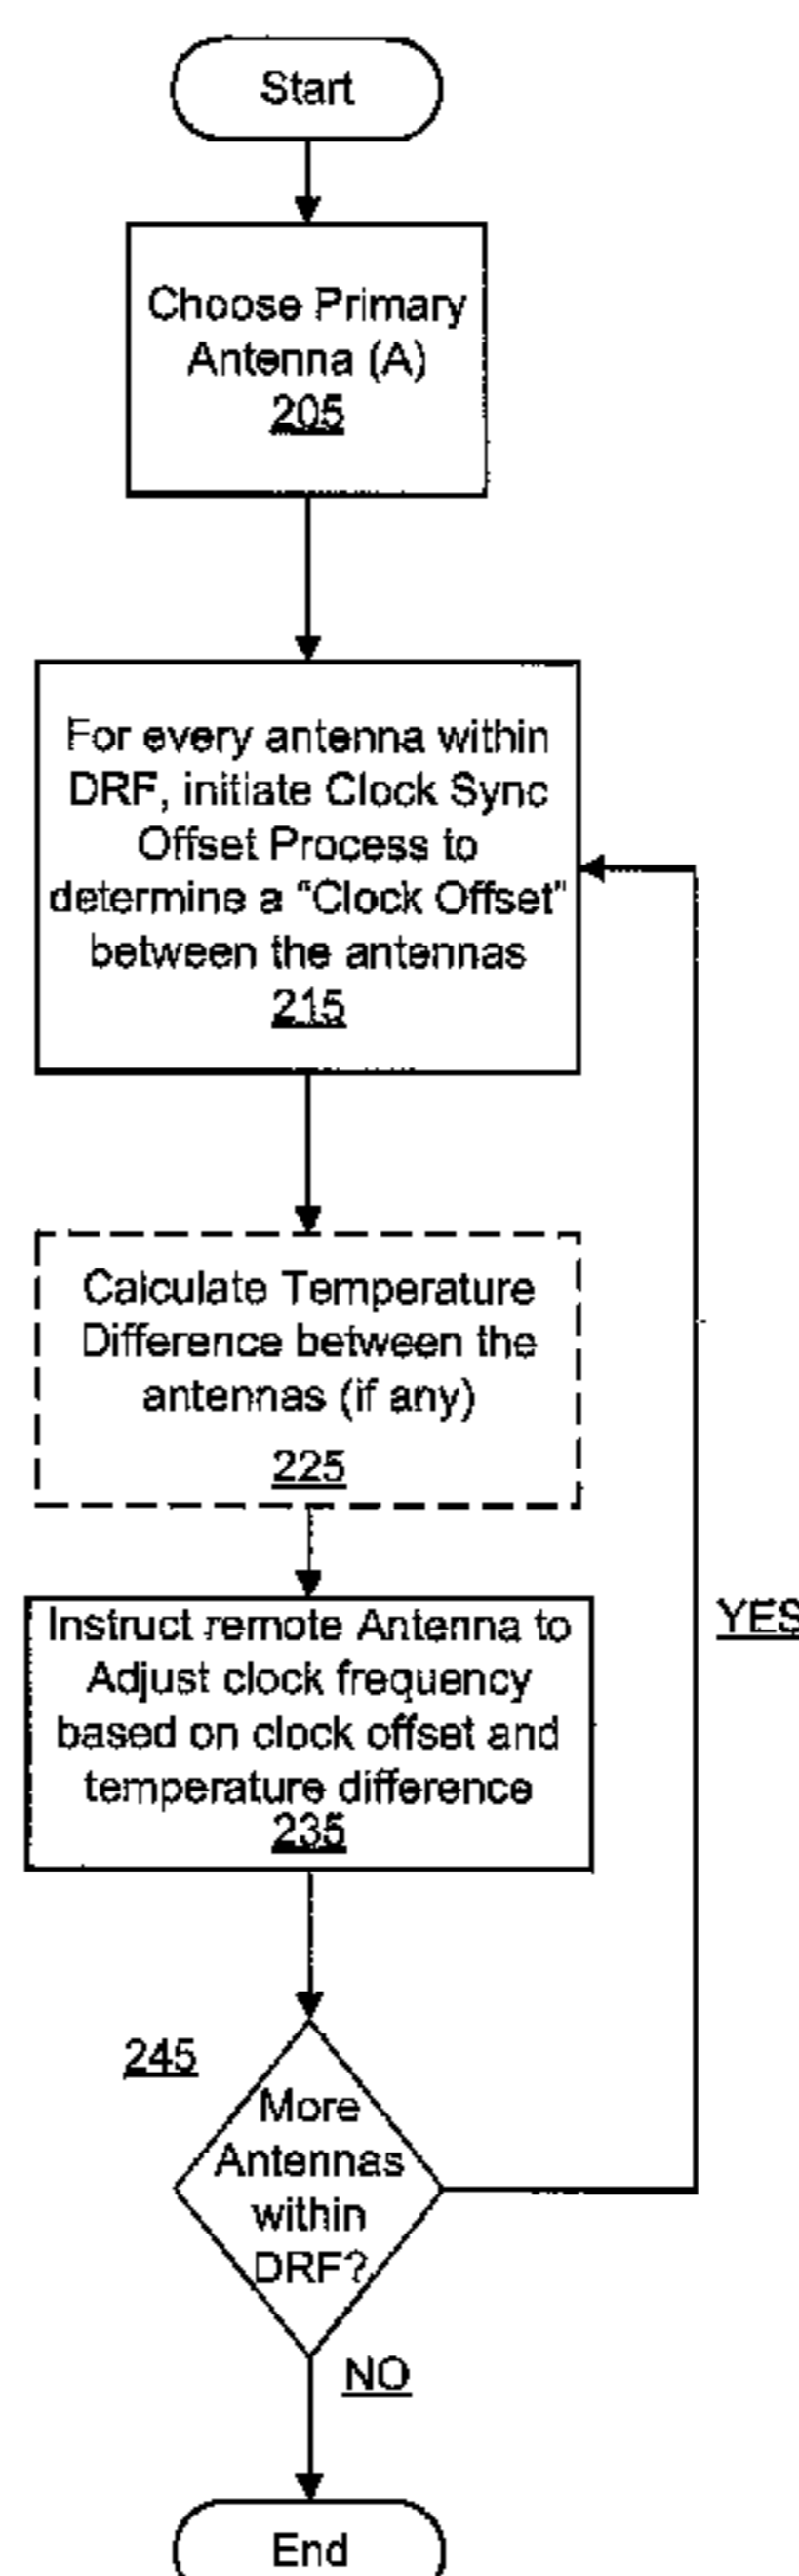 Start
Choose Primary
Antenna (A)
205
For every antenna within
DRF, initiate Clock Sync
Offset Process to
determine a "Clock Offset"
between the antennas
215
Calculate Temperature
Difference between the
antennas (if any)
225
Instruct remote Antenna to
Adjust clock frequency
based on clock offset and
temperature difference
235
YES
245
More
Antennas
within
DRF?
NO
End